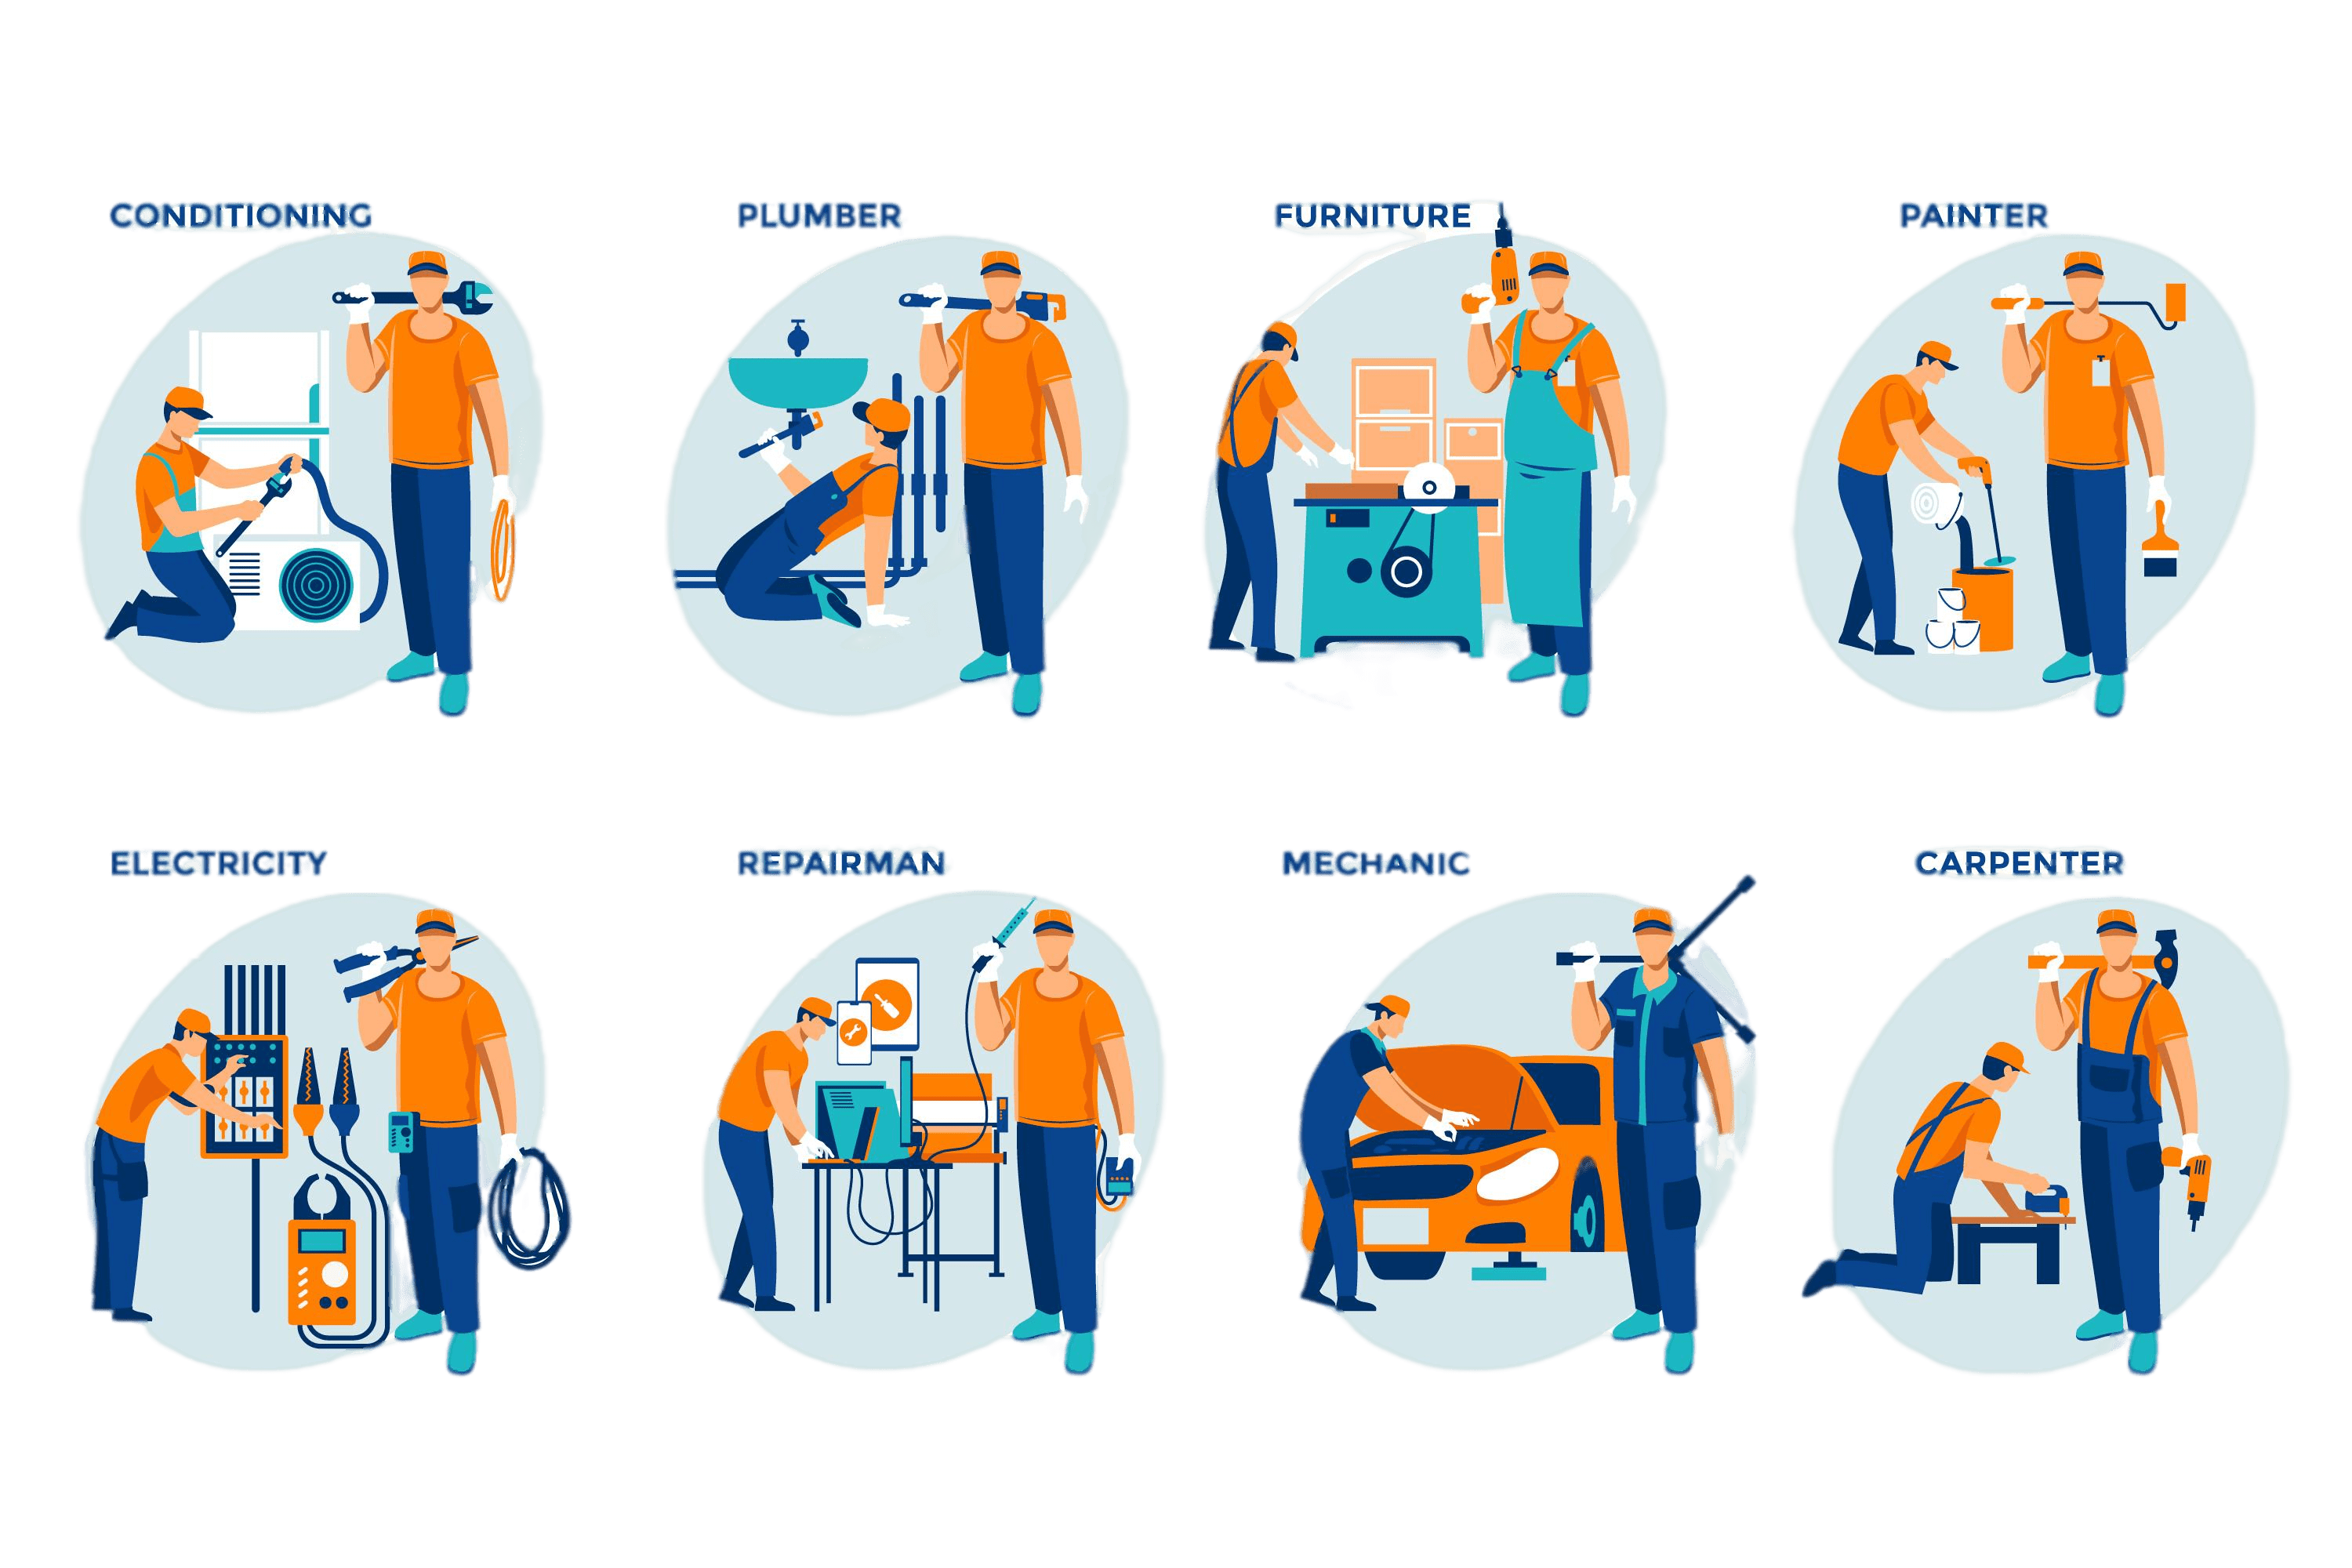 CONDITIONING
PLUMBER
FURNITURE
PAINTER
ELECTRICITY
REPAIRMAN
MECHANIC
CARPENTER